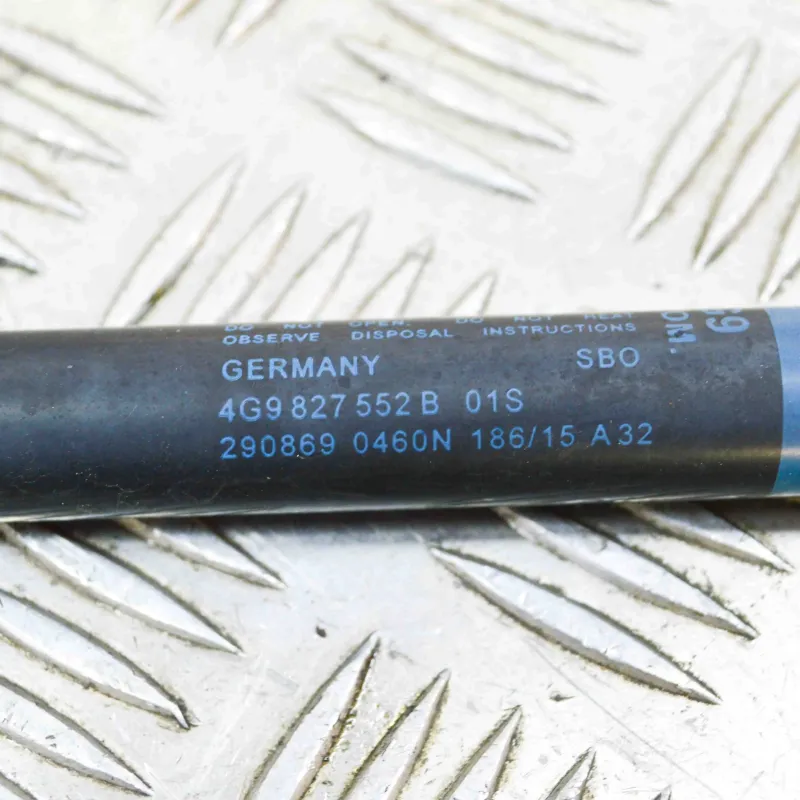 DO NOT OPEN. DO NOT HEAT
OBSERVE DISPOSAL INSTRUCTIONS
GERMANY SBO
4G9 827 552 B 01S
290869 0460N 186/15 A 32